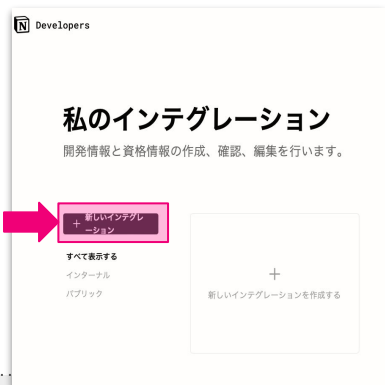 N Developers
私のインテグレーション
開発情報と資格情報の作成、確認、編集を行います。
+ 新しいインテグレ
ーション
すべて表示する
インターナル
パブリック
+
新しいインテグレーションを作成する
..